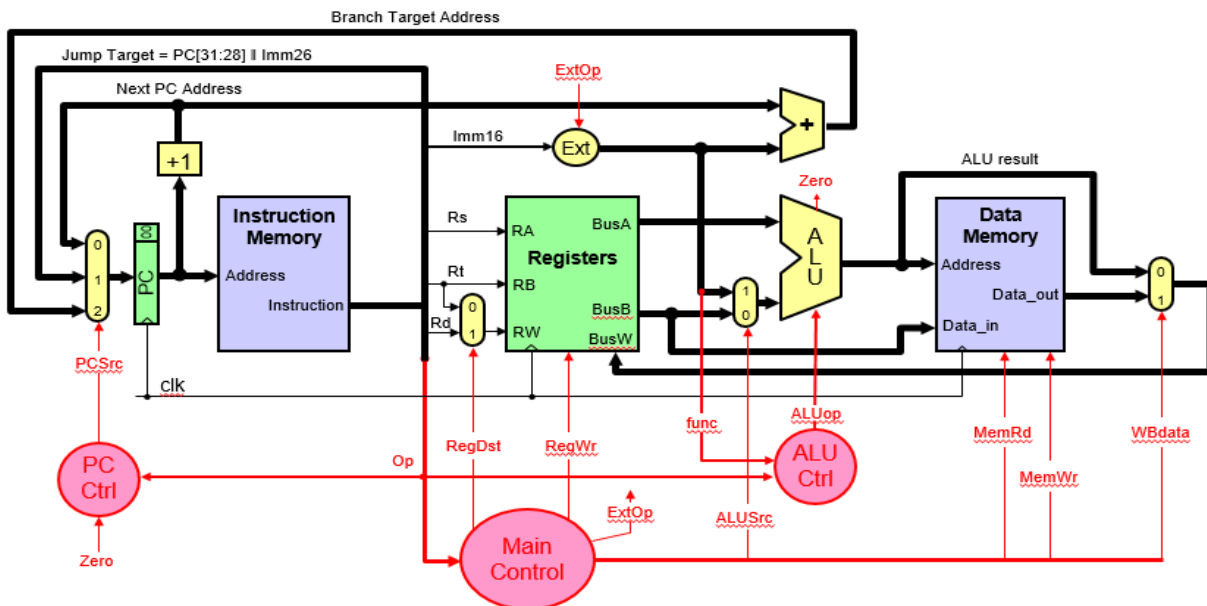 Branch Target Address
Jump Target = PC[31:28] ‖ Imm26
ExtOp
Next PC Address
+
Imm16
Ext
ALU result
+1
Zero
Instruction
Memory
Rs
RA
BusA
A
L
U
Data
Memory
00
PC
0
1
2
Address
Registers
Address
0
1
Rt
RB
Data_out
Instruction
1
0
0
1
BusB
Rd
RW
BusW
Data_in
PCSrc
clk
func
ALUop
RegDst
RegWr
MemRd
WBdata
PC
Ctrl
Op
ALU
Ctrl
MemWr
ExtOp
ALUSrc
Zero
Main
Control